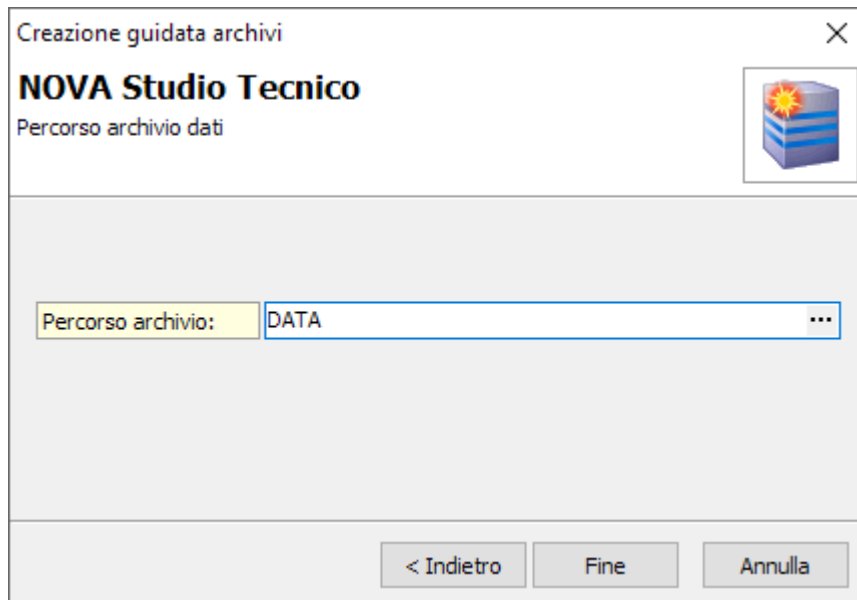 Creazione guidata archivi
NOVA Studio Tecnico
Percorso archivio dati
Percorso archivio: DATA ...
< Indietro Fine Annulla